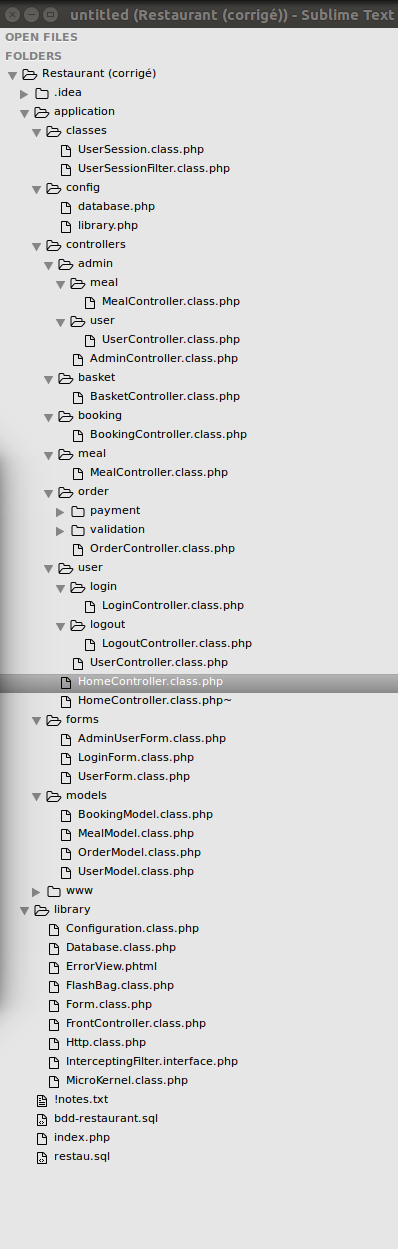 untitled (Restaurant (corrigé)) - Sublime Text
OPEN FILES
FOLDERS
Restaurant (corrigé)
.idea
application
classes
UserSession.class.php
UserSessionFilter.class.php
config
database.php
library.php
controllers
admin
meal
MealController.class.php
user
UserController.class.php
AdminController.class.php
basket
BasketController.class.php
booking
BookingController.class.php
meal
MealController.class.php
order
payment
validation
OrderController.class.php
user
login
LoginController.class.php
logout
LogoutController.class.php
UserController.class.php
HomeController.class.php
HomeController.class.php~
forms
AdminUserForm.class.php
LoginForm.class.php
UserForm.class.php
models
BookingModel.class.php
MealModel.class.php
OrderModel.class.php
UserModel.class.php
www
library
Configuration.class.php
Database.class.php
ErrorView.phtml
FlashBag.class.php
Form.class.php
FrontController.class.php
Http.class.php
InterceptingFilter.interface.php
MicroKernel.class.php
!notes.txt
bdd-restaurant.sql
index.php
restau.sql